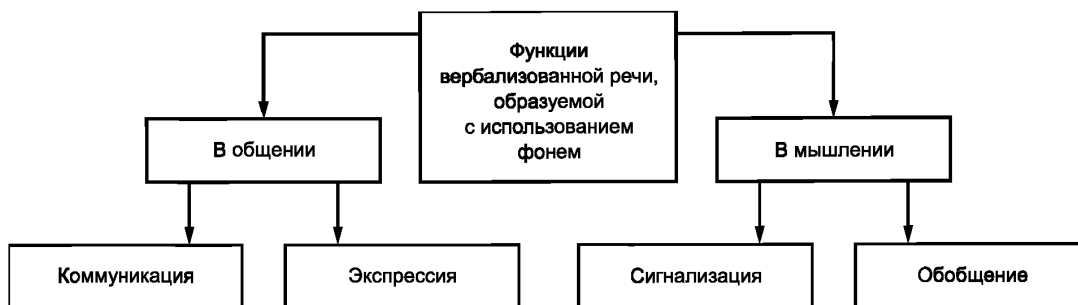 Функции
вербализованной речи,
образуемой
с использованием
фонем
В общении
В мышлении
Коммуникация
Экспрессия
Сигнализация
Обобщение